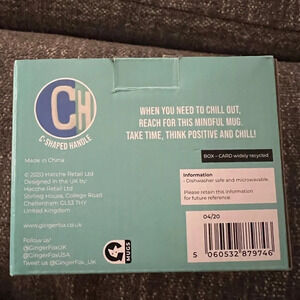 CH
C-SHAPED HANDLE
WHEN YOU NEED TO CHILL OUT,
REACH FOR THIS MINDFUL MUG.
TAKE TIME, THINK POSITIVE AND CHILL!
Made in China
BOX – CARD widely recycled
© 2020 Hacche Retail Ltd
Designed in the UK by
Hacche Retail Ltd
Stirling House, College Road
Cheltenham GL53 7HY
United Kingdom
www.gingerfox.co.uk
Follow us!
@GingerFoxUK
@GingerFoxUSA
Tweet us @GingerFox_Uk
Information
- Dishwasher safe and microwavable.
Please retain this information
for future reference.
MUGS
04/20
5 060532 879746